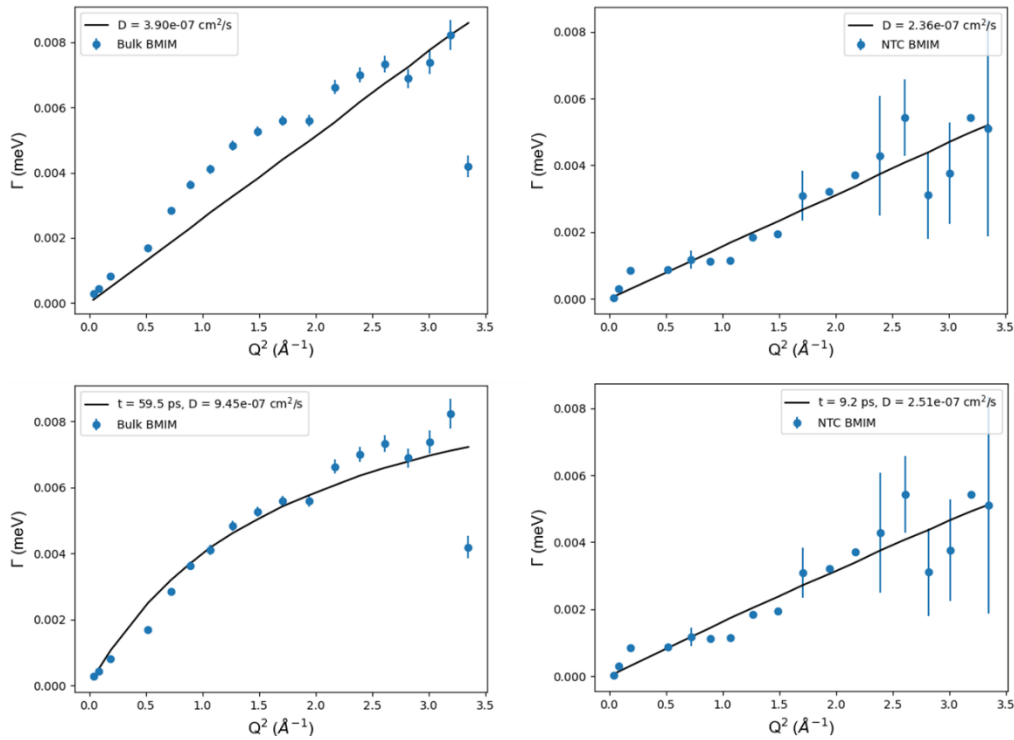 D = 3.90e-07 cm²/s
Bulk BMIM
0.008
0.006
0.004
0.002
0.000
Γ (meV)
0.0 0.5 1.0 1.5 2.0 2.5 3.0 3.5
Q² (Å⁻¹)
D = 2.36e-07 cm²/s
NTC BMIM
0.008
0.006
0.004
0.002
0.000
Γ (meV)
0.0 0.5 1.0 1.5 2.0 2.5 3.0 3.5
Q² (Å⁻¹)
t = 59.5 ps, D = 9.45e-07 cm²/s
Bulk BMIM
0.008
0.006
0.004
0.002
0.000
Γ (meV)
0.0 0.5 1.0 1.5 2.0 2.5 3.0 3.5
Q² (Å⁻¹)
t = 9.2 ps, D = 2.51e-07 cm²/s
NTC BMIM
0.008
0.006
0.004
0.002
0.000
Γ (meV)
0.0 0.5 1.0 1.5 2.0 2.5 3.0 3.5
Q² (Å⁻¹)